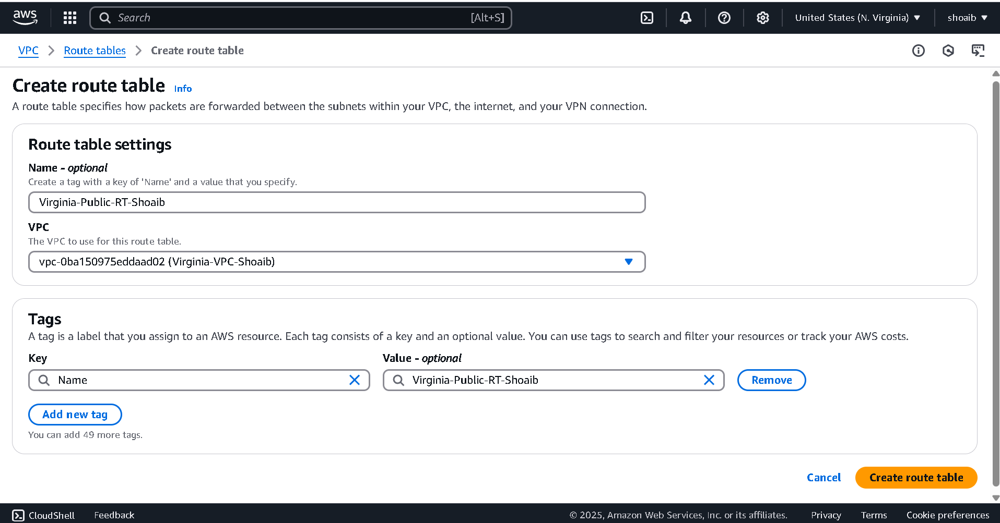 aws
Search [Alt+S]
United States (N. Virginia)
shoaib
VPC Route tables Create route table
Create route table Info
A route table specifies how packets are forwarded between the subnets within your VPC, the internet, and your VPN connection.
Route table settings
Name - optional
Create a tag with a key of 'Name' and a value that you specify.
Virginia-Public-RT-Shoaib
VPC
The VPC to use for this route table.
vpc-0ba150975eddaad02 (Virginia-VPC-Shoaib)
Tags
A tag is a label that you assign to an AWS resource. Each tag consists of a key and an optional value. You can use tags to search and filter your resources or track your AWS costs.
Key Value - optional
Name Virginia-Public-RT-Shoaib Remove
Add new tag
You can add 49 more tags.
Cancel Create route table
CloudShell Feedback © 2025, Amazon Web Services, Inc. or its affiliates. Privacy Terms Cookie preferences